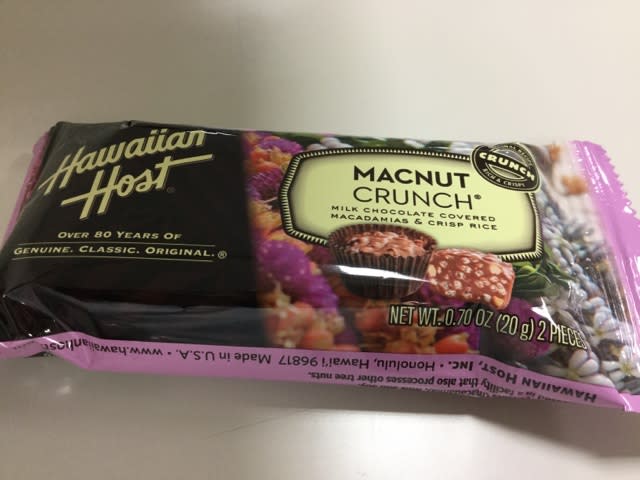 Hawaiian
Host®
OVER 80 YEARS OF
GENUINE. CLASSIC. ORIGINAL.®
MACNUT
CRUNCH®
MILK CHOCOLATE COVERED
MACADAMIAS & CRISP RICE
CRUNCH
RICH & CRISPY
NET WT. 0.70 OZ (20 g) 2 PIECES
HAWAIIAN HOST, INC. • Honolulu, Hawai'i 96817 Made in U.S.A. • www.hawaiianhost
facility that also processes other tree nuts.